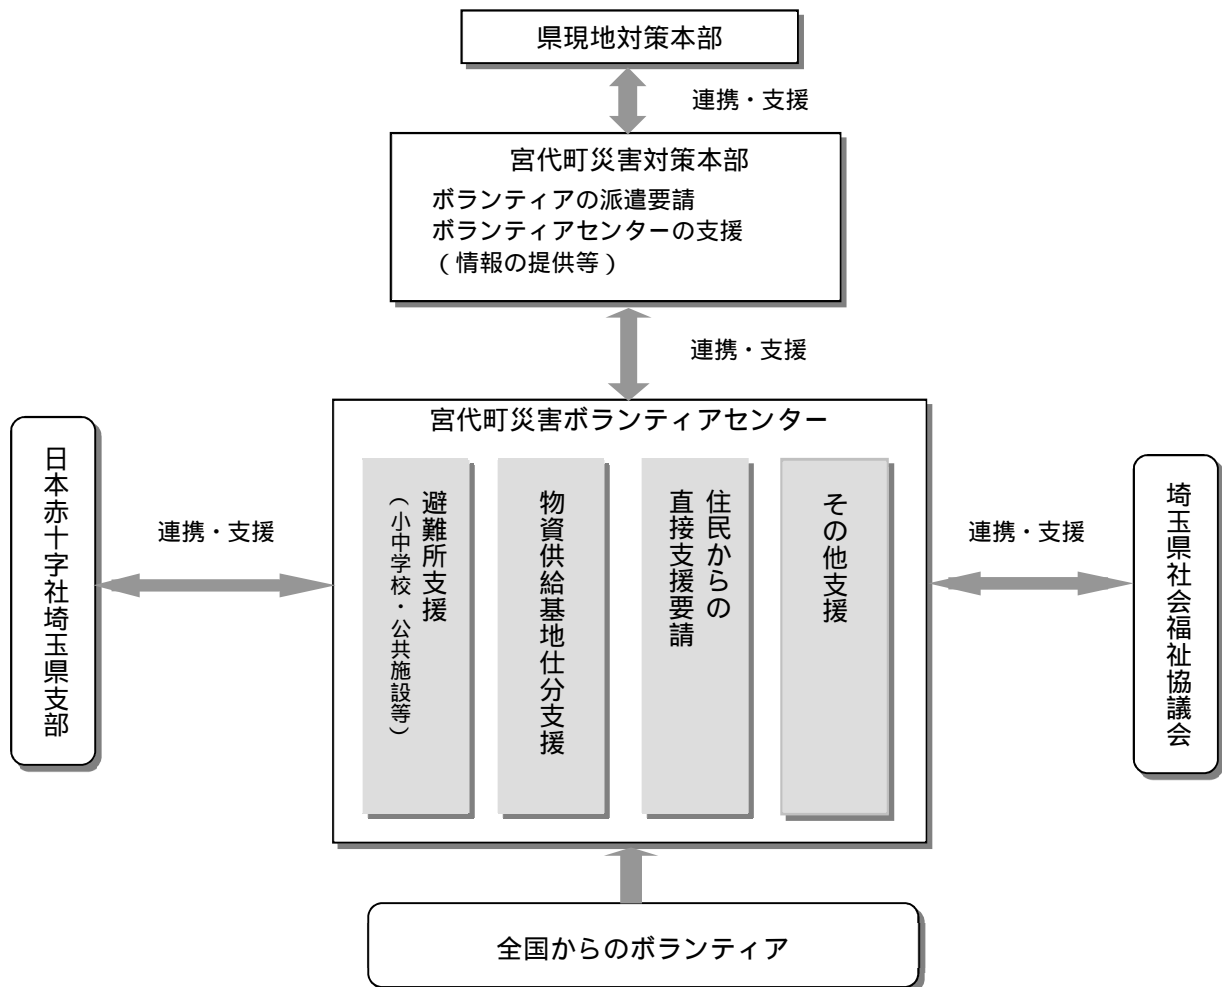 県現地対策本部
連携・支援
宮代町災害対策本部
ボランティアの派遣要請
ボランティアセンターの支援
(情報の提供等)
連携・支援
宮代町災害ボランティアセンター
日本赤十字社埼玉県支部
連携・支援
避難所支援
(小中学校・公共施設等)
物資供給基地仕分支援
住民からの
直接支援要請
その他支援
連携・支援
埼玉県社会福祉協議会
全国からのボランティア